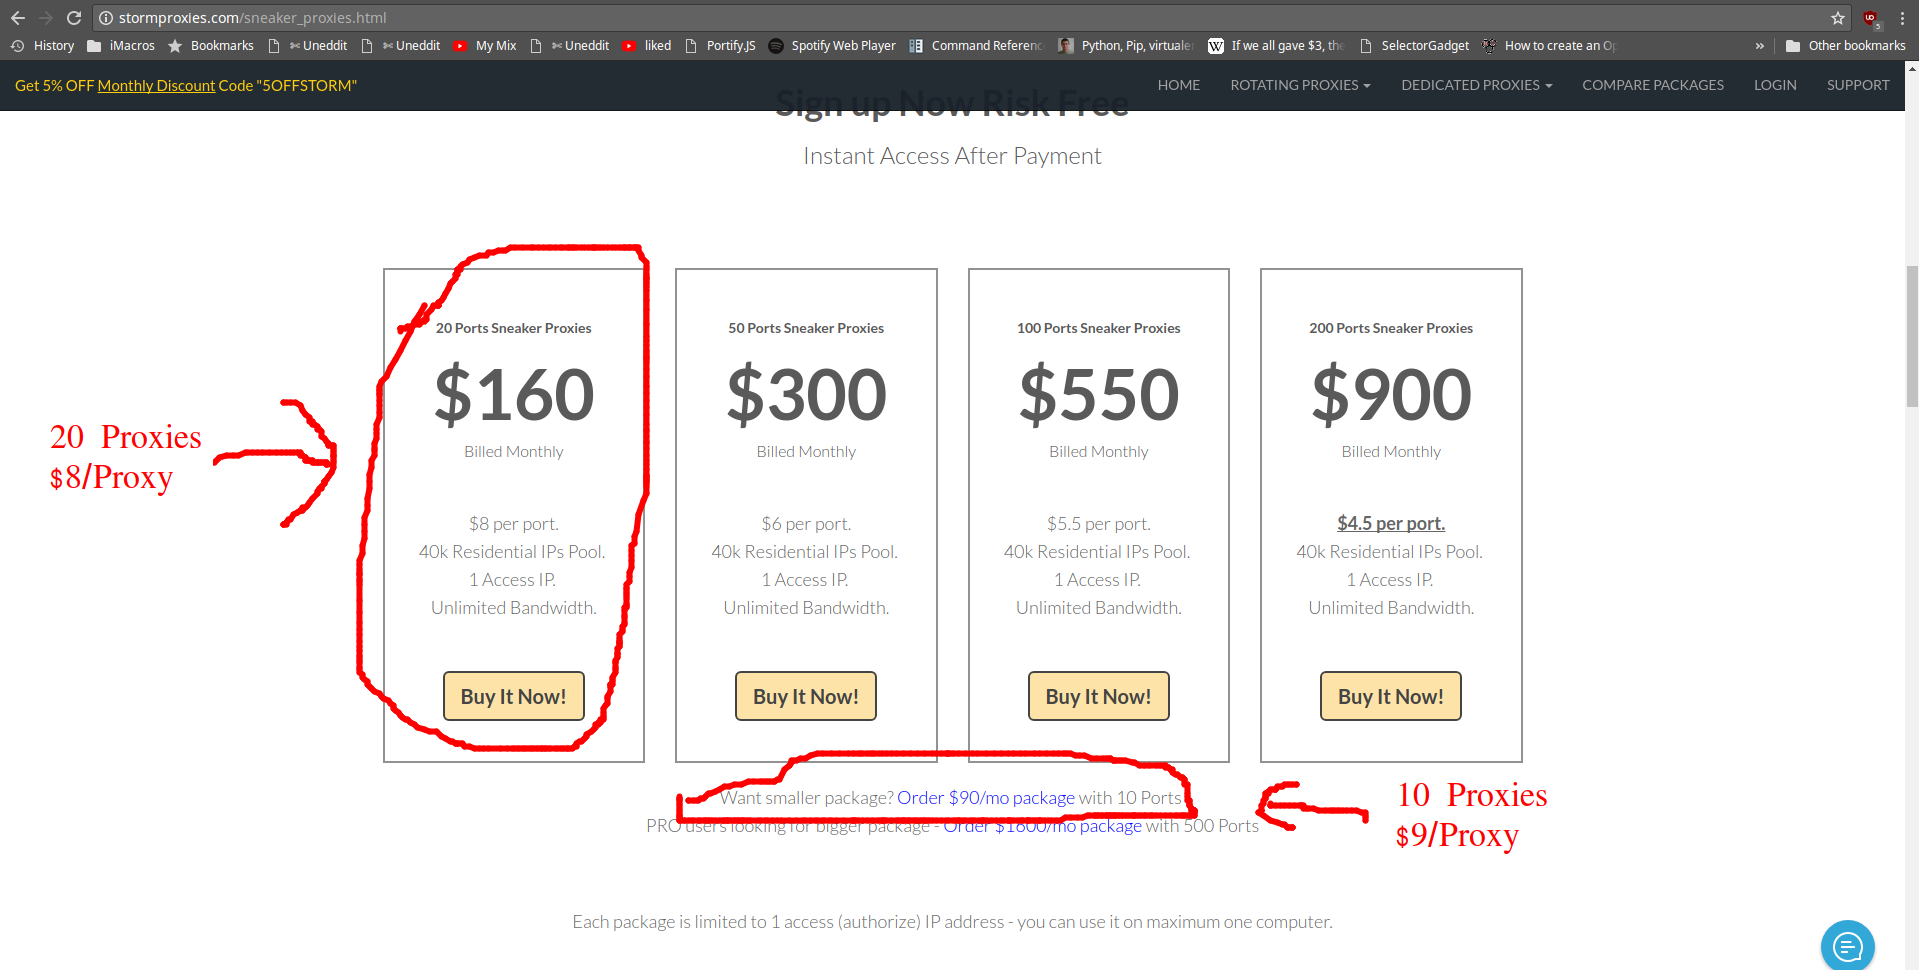 stormproxies.com/sneaker_proxies.html
History iMacros Bookmarks Uneddit Uneddit My Mix Uneddit liked Portify.JS Spotify Web Player Command Referenc Python, Pip, virtuale If we all gave $3, the SelectorGadget How to create an Op » Other bookmarks
Get 5% OFF Monthly Discount Code "5OFFSTORM" HOME ROTATING PROXIES DEDICATED PROXIES COMPARE PACKAGES LOGIN SUPPORT
Sign up Now Risk Free
Instant Access After Payment
20 Ports Sneaker Proxies
$160
Billed Monthly
$8 per port.
40k Residential IPs Pool.
1 Access IP.
Unlimited Bandwidth.
Buy It Now!
50 Ports Sneaker Proxies
$300
Billed Monthly
$6 per port.
40k Residential IPs Pool.
1 Access IP.
Unlimited Bandwidth.
Buy It Now!
100 Ports Sneaker Proxies
$550
Billed Monthly
$5.5 per port.
40k Residential IPs Pool.
1 Access IP.
Unlimited Bandwidth.
Buy It Now!
200 Ports Sneaker Proxies
$900
Billed Monthly
$4.5 per port.
40k Residential IPs Pool.
1 Access IP.
Unlimited Bandwidth.
Buy It Now!
20 Proxies
$8/Proxy
Want smaller package? Order $90/mo package with 10 Ports
PRO users looking for bigger package - Order $1600/mo package with 500 Ports
10 Proxies
$9/Proxy
Each package is limited to 1 access (authorize) IP address - you can use it on maximum one computer.